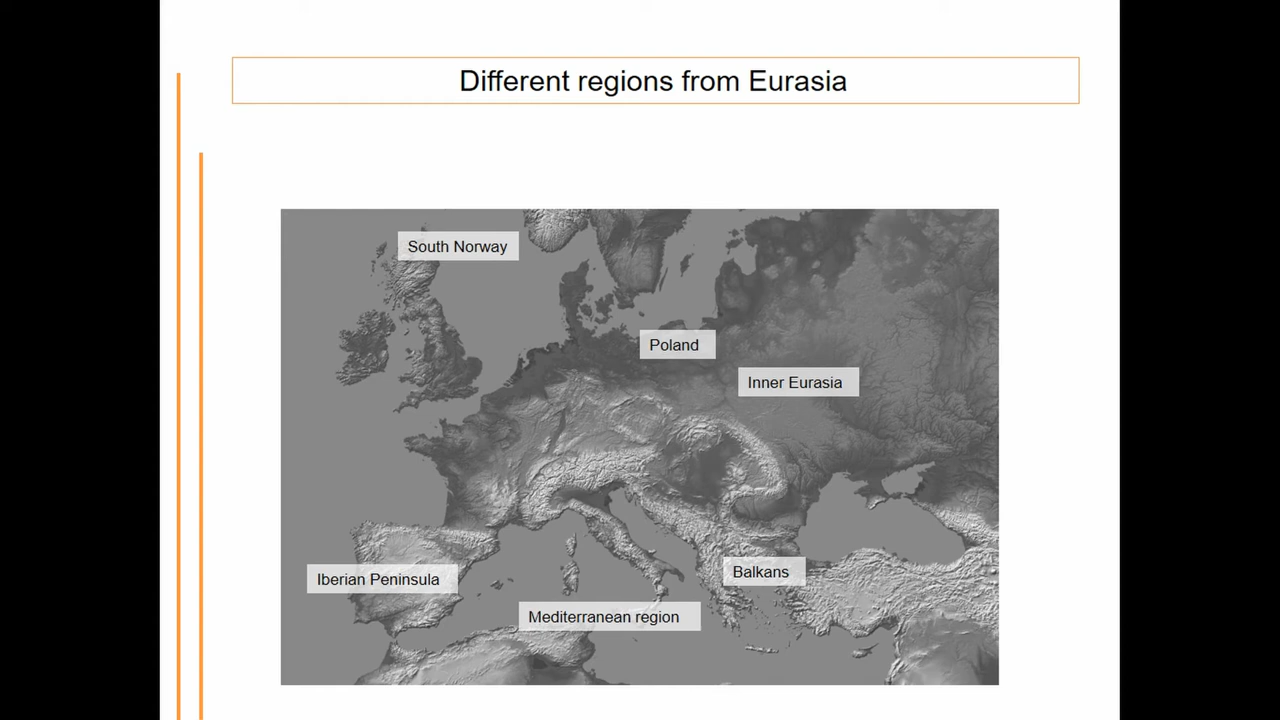 Different regions from Eurasia
South Norway
Poland
Inner Eurasia
Balkans
Iberian Peninsula
Mediterranean region